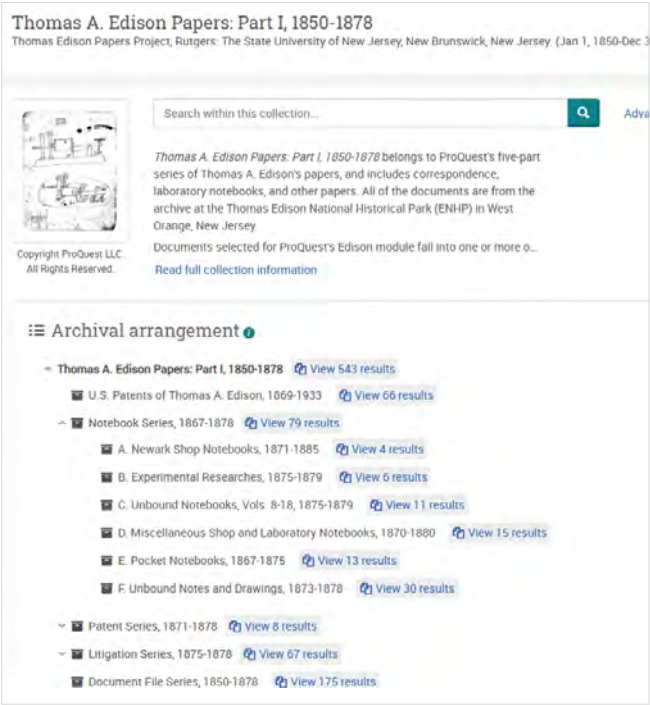 Thomas A. Edison Papers: Part I, 1850-1878
Thomas Edison Papers Project, Rutgers: The State University of New Jersey, New Brunswick, New Jersey. (Jan 1, 1850-Dec 3
Search within this collection...
Adva
Thomas A. Edison Papers: Part I, 1850-1878 belongs to ProQuest's five-part
series of Thomas A. Edison's papers, and includes correspondence,
laboratory notebooks, and other papers. All of the documents are from the
archive at the Thomas Edison National Historical Park (ENHP) in West
Orange, New Jersey
Documents selected for ProQuest's Edison module fall into one or more o...
Read full collection information
Copyright ProQuest LLC.
All Rights Reserved.
Archival arrangement
Thomas A. Edison Papers: Part I, 1850-1878 View 543 results
U.S. Patents of Thomas A. Edison, 1869-1933 View 66 results
Notebook Series, 1867-1878 View 79 results
A. Newark Shop Notebooks, 1871-1885 View 4 results
B. Experimental Researches, 1875-1879 View 6 results
C. Unbound Notebooks, Vols. 8-18, 1875-1879 View 11 results
D. Miscellaneous Shop and Laboratory Notebooks, 1870-1880 View 15 results
E. Pocket Notebooks, 1867-1875 View 13 results
F. Unbound Notes and Drawings, 1873-1878 View 30 results
Patent Series, 1871-1878 View 8 results
Litigation Series, 1875-1878 View 67 results
Document File Series, 1850-1878 View 175 results